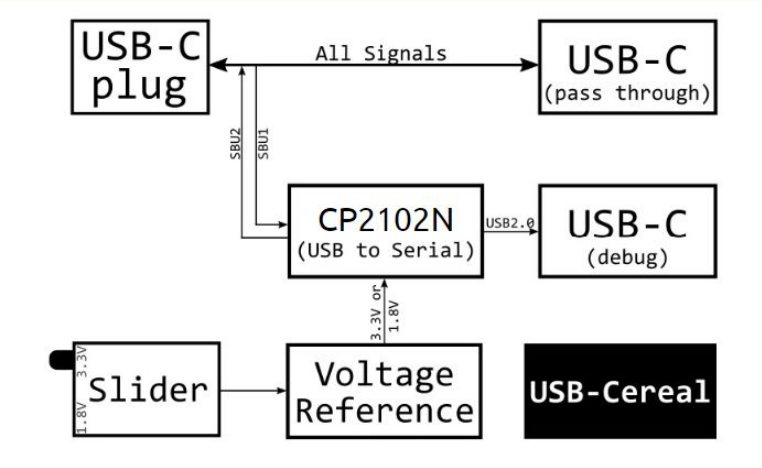 USB-C
plug
All Signals
USB-C
(pass through)
SBU2
SBU1
CP2102N
(USB to Serial)
USB2.0
USB-C
(debug)
3.3V or
1.8V
3.3V
1.8V
Slider
Voltage
Reference
USB-Cereal